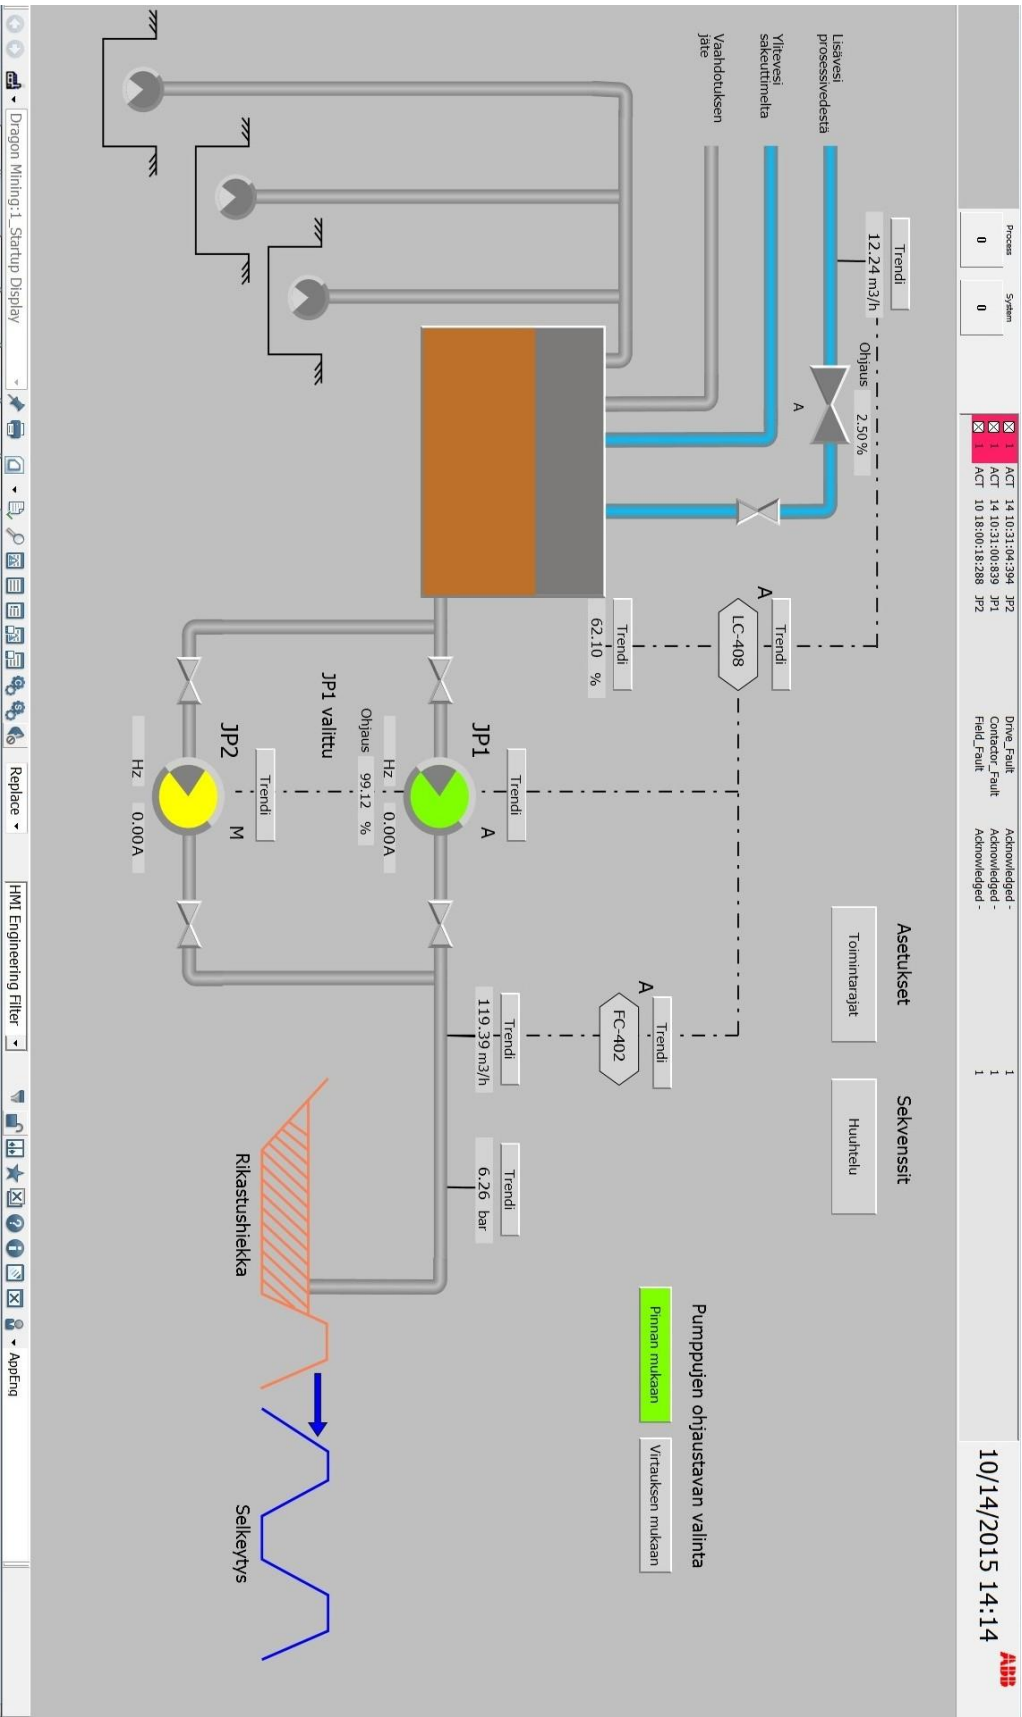 Process
System
0
0
1 ACT 14 10:31:04:394 JP2 Drive_Fault Acknowledged - 1
1 ACT 14 10:31:00:839 JP1 Contactor_Fault Acknowledged - 1
1 ACT 10 18:00:18:288 JP2 Field_Fault Acknowledged - 1
10/14/2015 14:14
ABB
Trendi
12.24 m3/h
Ohjaus 2.50 %
Lisävesi
prosessivedestä
A
Ylitevesi
sakeuttimelta
Vaahdotuksen
jäte
A
Trendi
LC-408
Trendi
62.10 %
Asetukset
Toimintarajat
Sekvenssit
Huuhtelu
Pumppujen ohjaustavan valinta
Pinnan mukaan
Virtauksen mukaan
A
Trendi
FC-402
Trendi
119.39 m3/h
Trendi
6.26 bar
Trendi
JP1
A
Hz 0.00A
Ohjaus 99.12 %
JP1 valittu
Trendi
JP2
M
Hz 0.00A
Rikastushiekka
Selkeytys
Dragon Mining:1_Startup Display
Replace
HMI Engineering Filter
AppEng